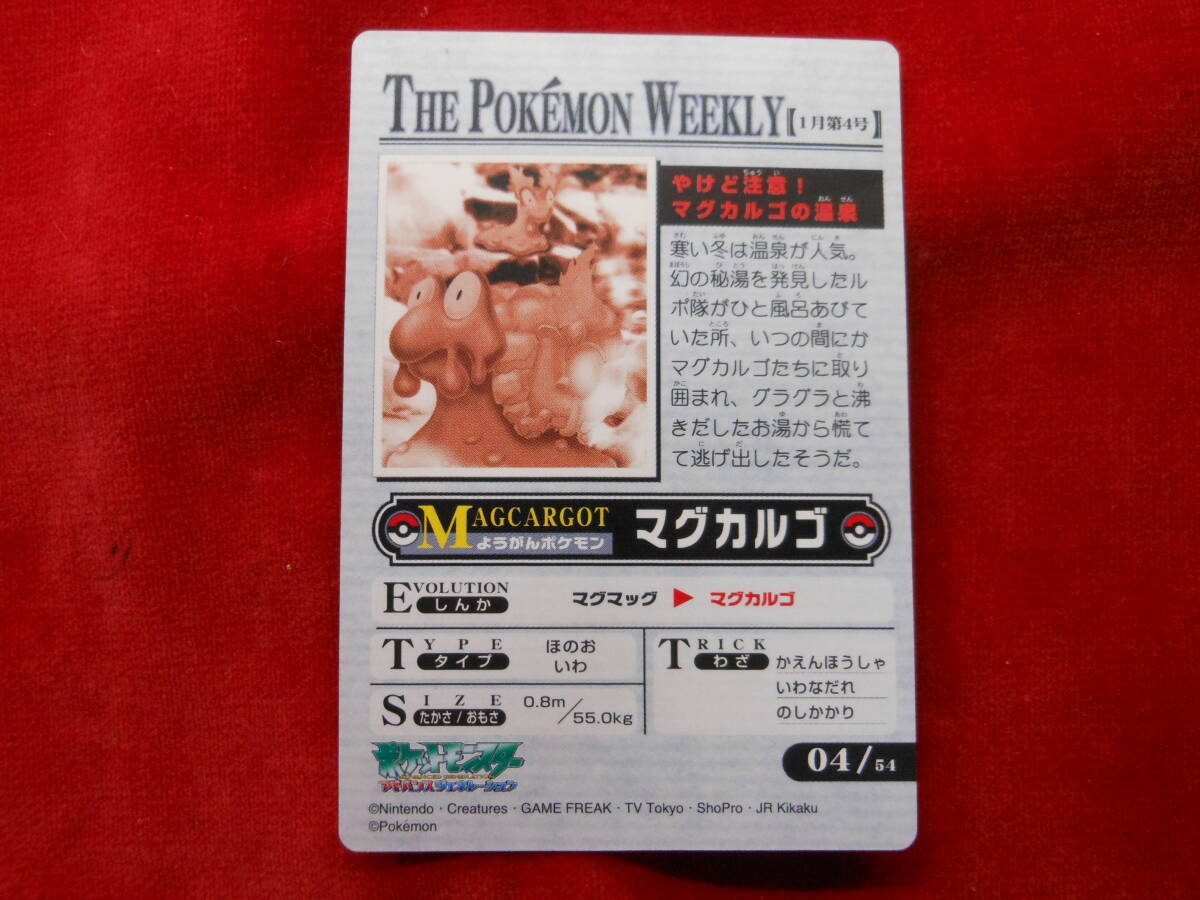 THE POKÉMON WEEKLY【1月第4号】
やけど注意！
マグカルゴの温泉
寒い冬は温泉が人気。
幻の秘湯を発見したル
ポ隊がひと風呂あびて
いた所、いつの間にか
マグカルゴたちに取り
囲まれ、グラグラと沸
きだしたお湯から慌て
て逃げ出したそうだ。
MAGCARGOT
ようがんポケモン
マグカルゴ
EVOLUTION
しんか
マグマッグ ▶ マグカルゴ
TYPE
タイプ
ほのお
いわ
SIZE
たかさ/おもさ
0.8m/55.0kg
TRICK
わざ
かえんほうしゃ
いわなだれ
のしかかり
ポケットモンスター
ADVANCED GENERATION
アドバンスジェネレーション
04/54
©Nintendo・Creatures・GAME FREAK・TV Tokyo・ShoPro・JR Kikaku
©Pokémon